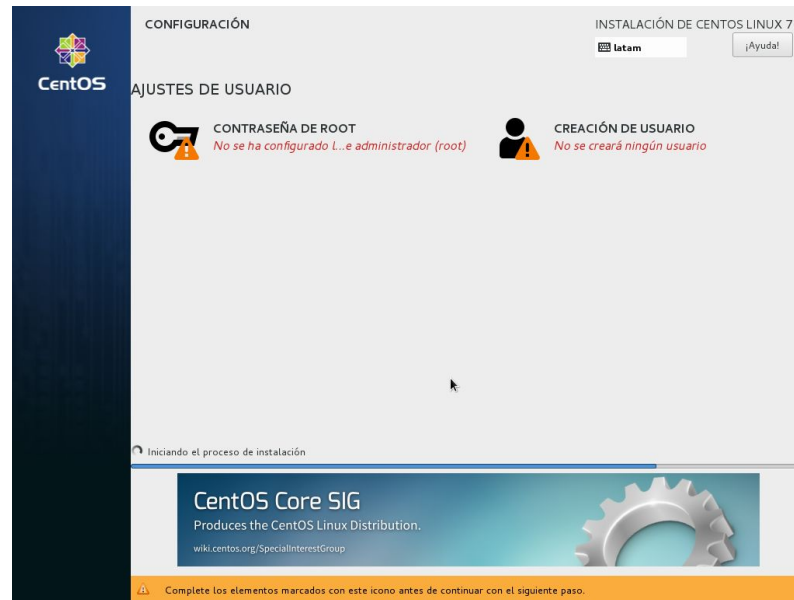 CONFIGURACIÓN
INSTALACIÓN DE CENTOS LINUX 7
latam
¡Ayuda!
CentOS
AJUSTES DE USUARIO
CONTRASEÑA DE ROOT
No se ha configurado l...e administrador (root)
CREACIÓN DE USUARIO
No se creará ningún usuario
Iniciando el proceso de instalación
CentOS Core SIG
Produces the CentOS Linux Distribution.
wiki.centos.org/SpecialInterestGroup
Complete los elementos marcados con este icono antes de continuar con el siguiente paso.